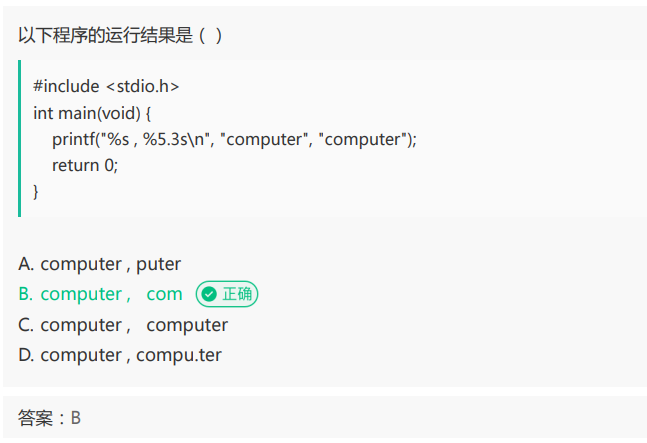 以下程序的运行结果是（ ）
#include <stdio.h>
int main(void) {
    printf("%s , %5.3s\n", "computer", "computer");
    return 0;
}
A. computer , puter
B. computer ,   com 正确
C. computer ,   computer
D. computer , compu.ter
答案：B